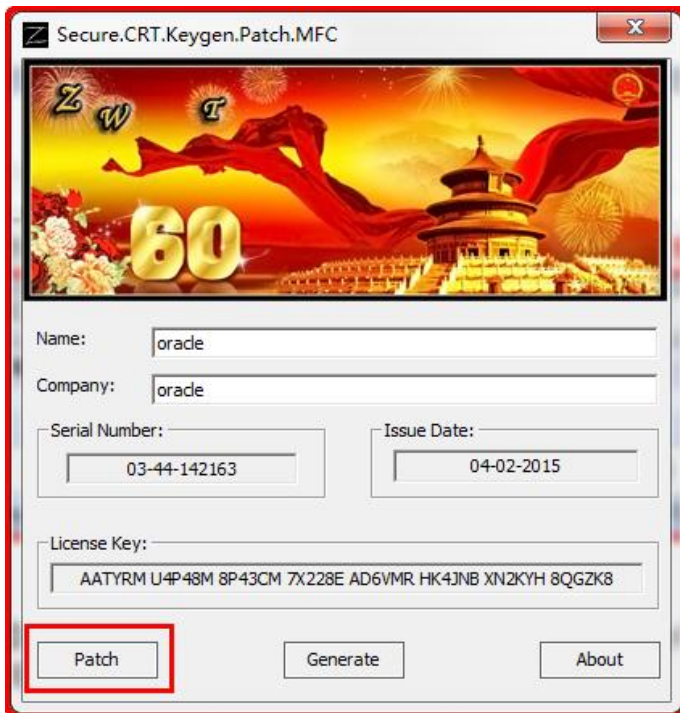 Secure.CRT.Keygen.Patch.MFC
Z W T
60
Name: oracle
Company: oracle
Serial Number: Issue Date:
03-44-142163 04-02-2015
License Key:
AATYRM U4P48M 8P43CM 7X228E AD6VMR HK4JNB XN2KYH 8QGZK8
Patch Generate About